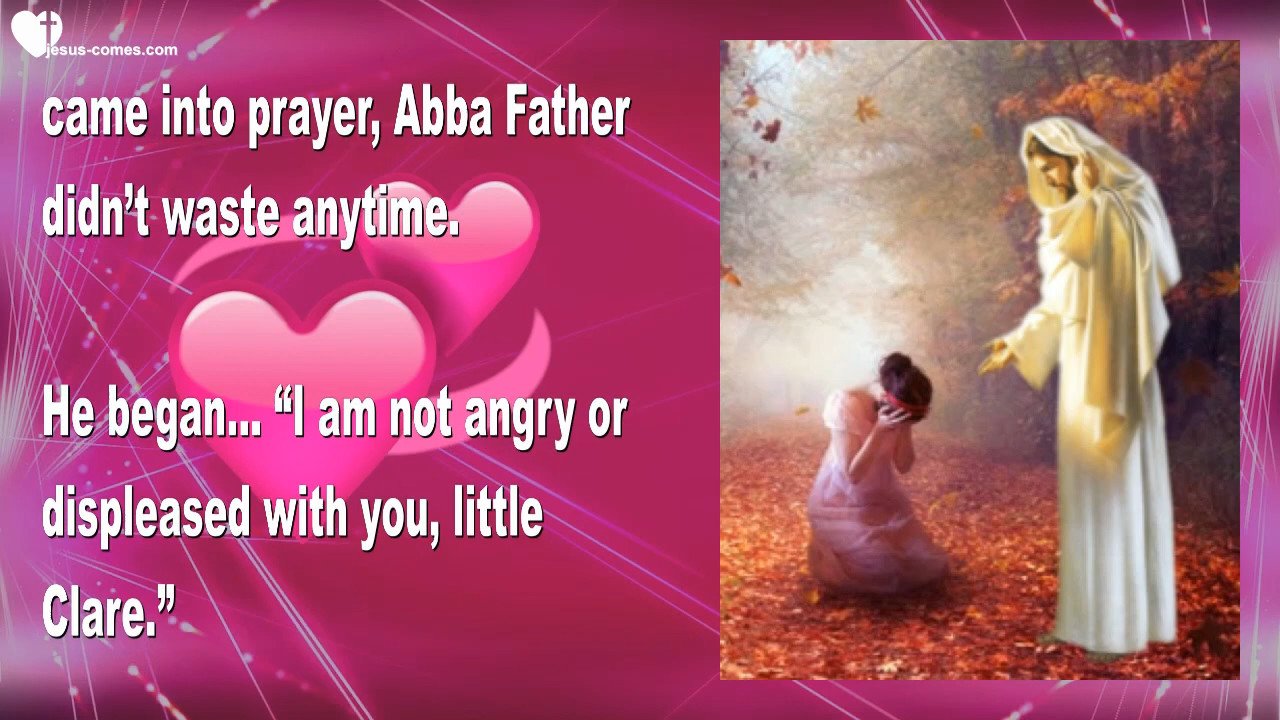 jesus-comes.com
came into prayer, Abba Father
didn’t waste anytime.
He began... “I am not angry or
displeased with you, little
Clare.”